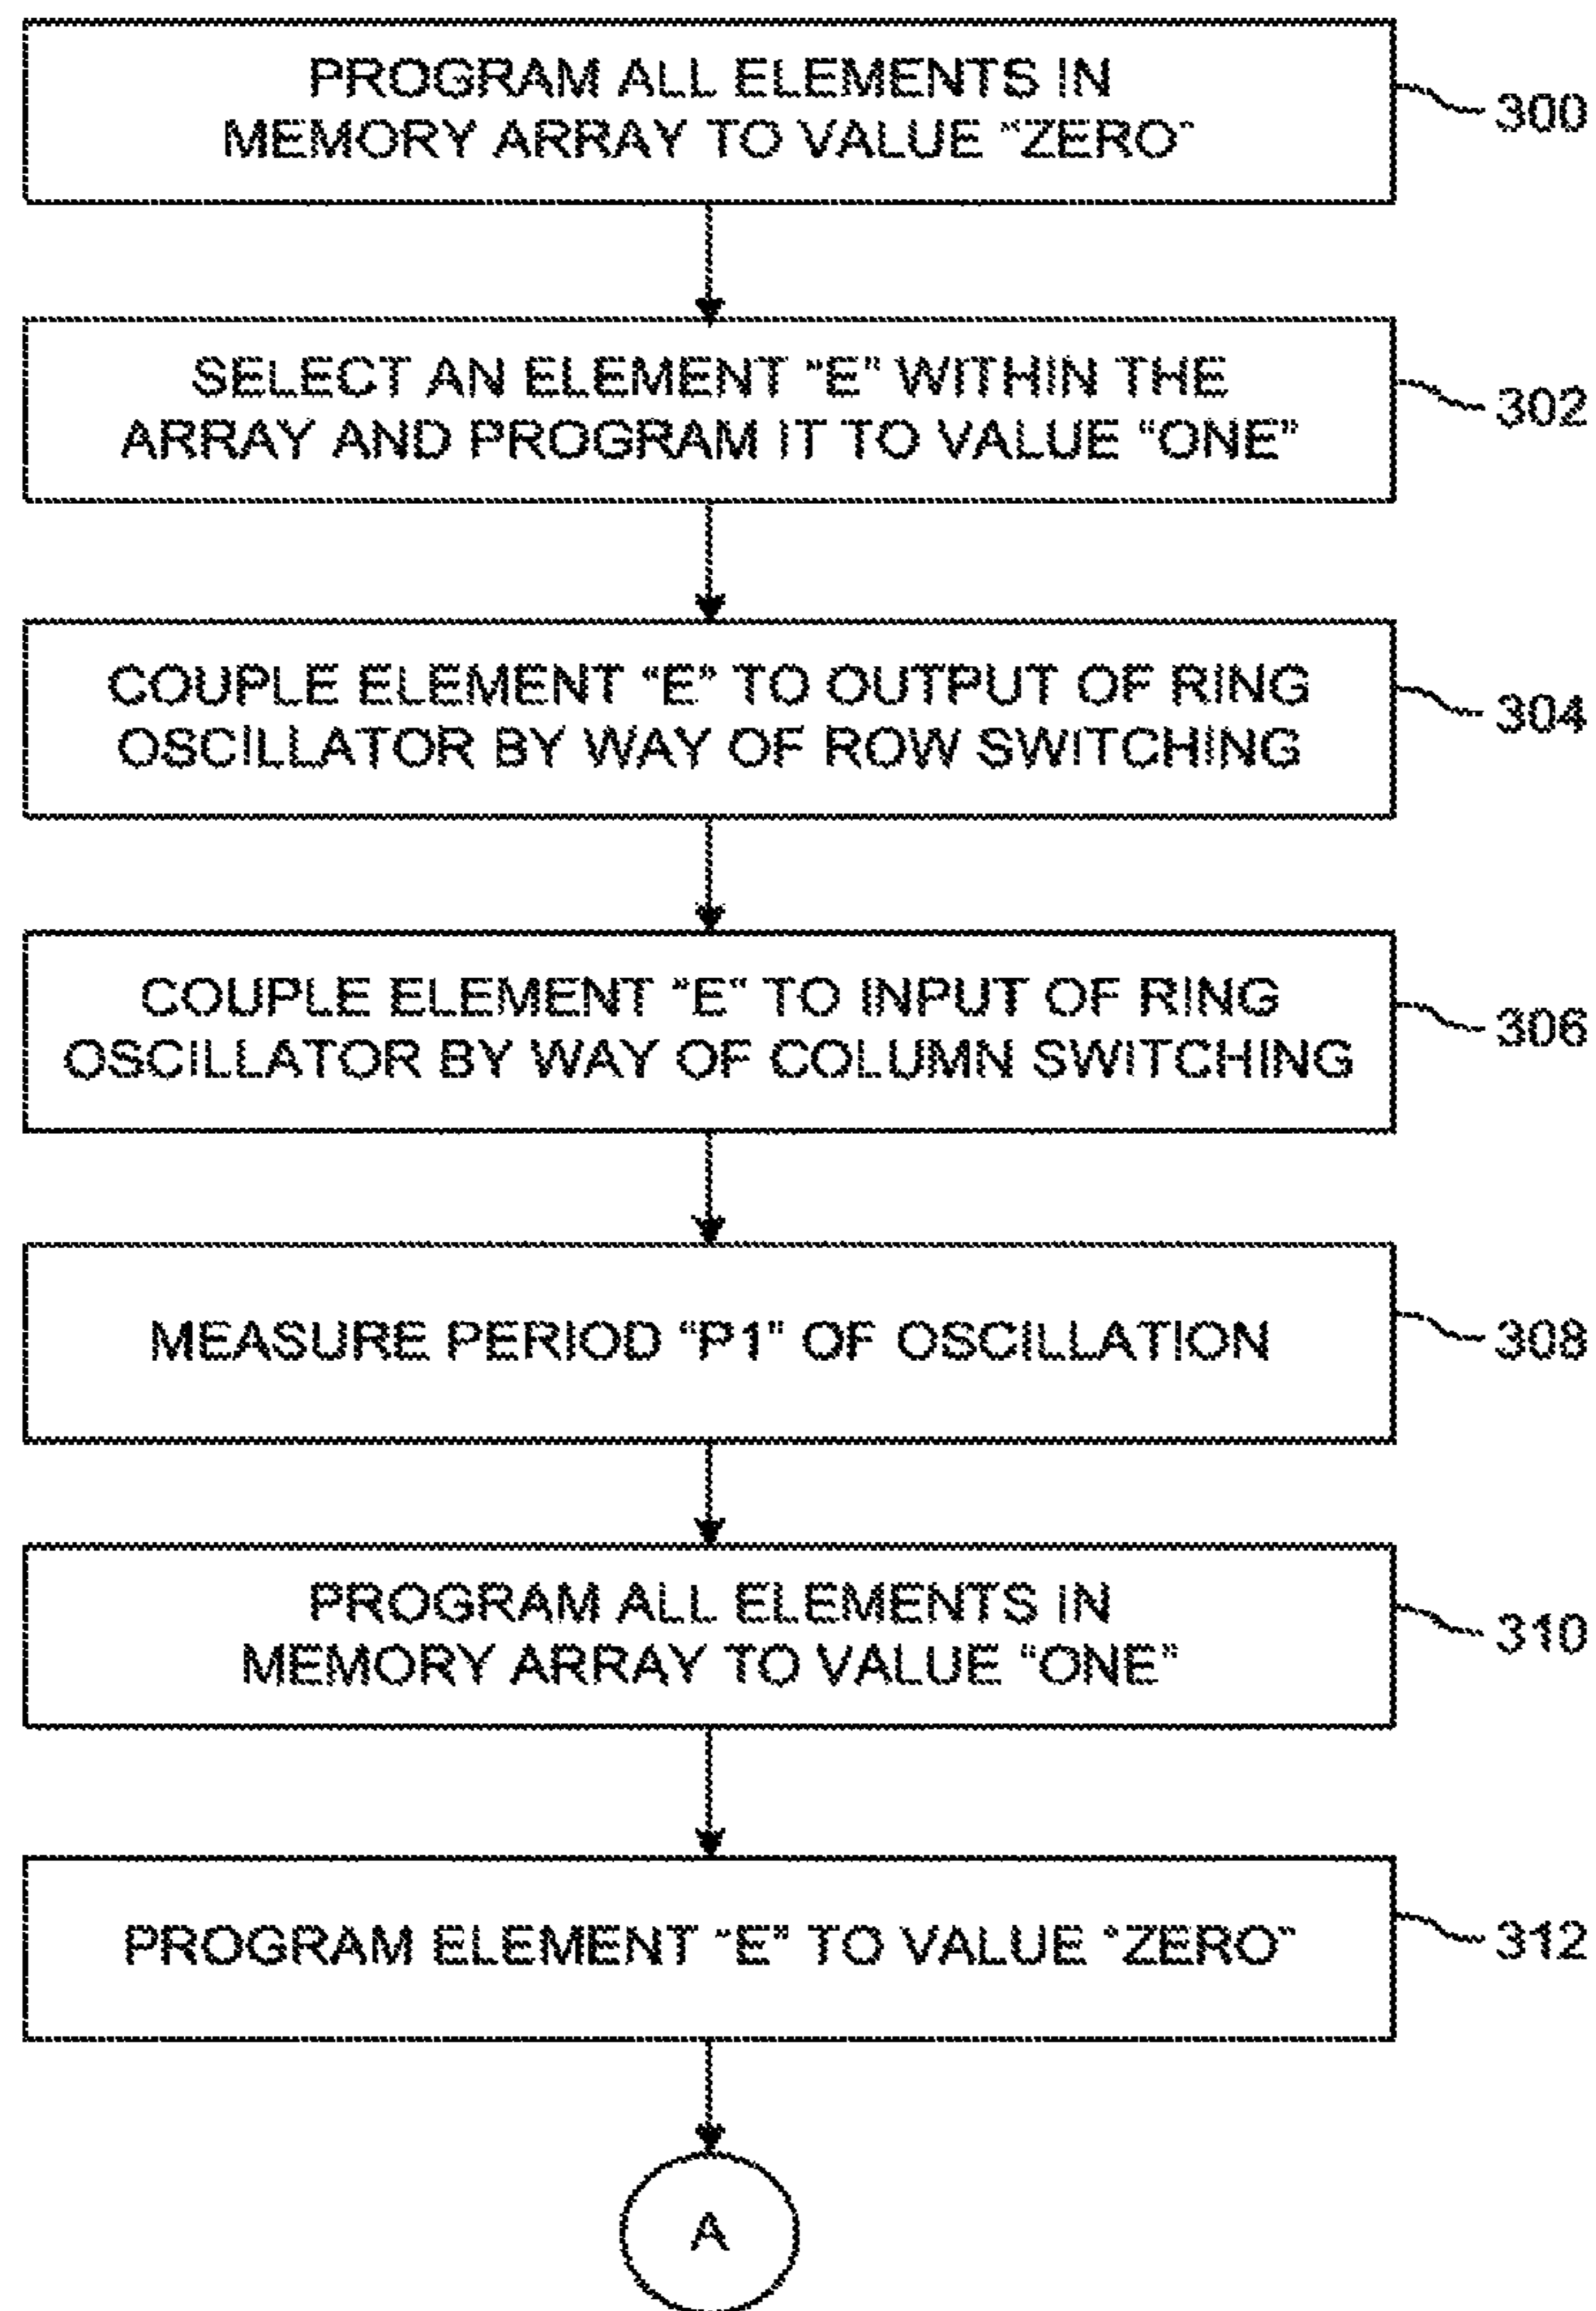 PROGRAM ALL ELEMENTS IN
MEMORY ARRAY TO VALUE "ZERO"
300
SELECT AN ELEMENT "E" WITHIN THE
ARRAY AND PROGRAM IT TO VALUE "ONE"
302
COUPLE ELEMENT "E" TO OUTPUT OF RING
OSCILLATOR BY WAY OF ROW SWITCHING
304
COUPLE ELEMENT "E" TO INPUT OF RING
OSCILLATOR BY WAY OF COLUMN SWITCHING
306
MEASURE PERIOD "P1" OF OSCILLATION
308
PROGRAM ALL ELEMENTS IN
MEMORY ARRAY TO VALUE "ONE"
310
PROGRAM ELEMENT "E" TO VALUE "ZERO"
312
A